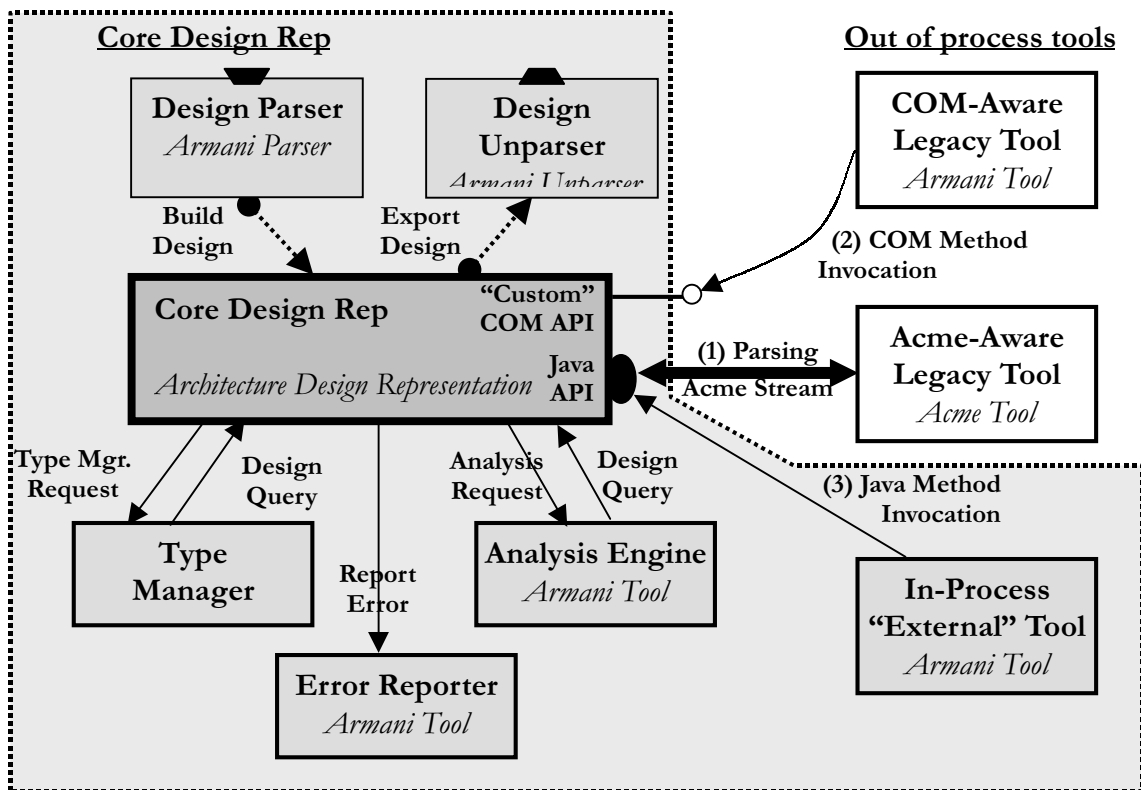 Core Design Rep
Out of process tools
Design Parser
Armani Parser
Design
Unparser
Armani Unparser
COM-Aware
Legacy Tool
Armani Tool
Build
Design
Export
Design
(2) COM Method
Invocation
Core Design Rep
“Custom”
COM API
Architecture Design Representation
Java
API
(1) Parsing
Acme Stream
Acme-Aware
Legacy Tool
Acme Tool
Type Mgr.
Request
Design
Query
Analysis
Request
Design
Query
(3) Java Method
Invocation
Type
Manager
Report
Error
Analysis Engine
Armani Tool
In-Process
“External” Tool
Armani Tool
Error Reporter
Armani Tool